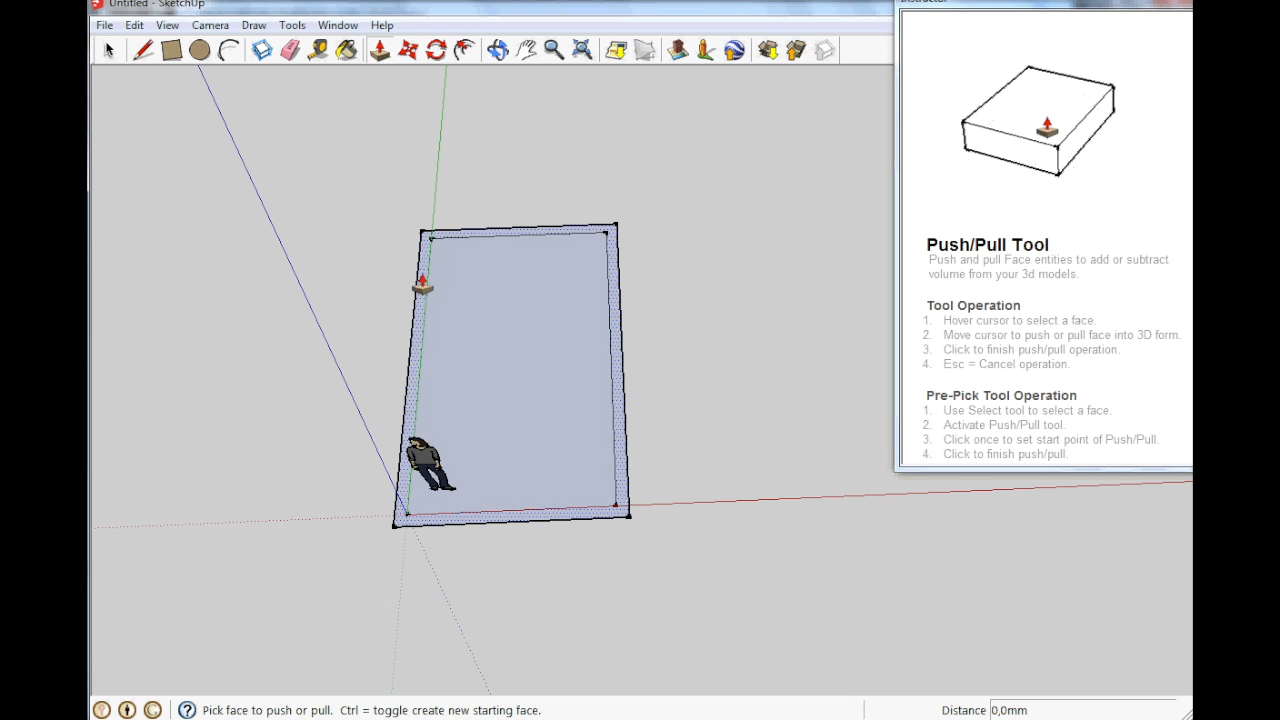 Untitled - SketchUp
Instructor
File Edit View Camera Draw Tools Window Help
Push/Pull Tool
Push and pull Face entities to add or subtract
volume from your 3d models.
Tool Operation
1. Hover cursor to select a face.
2. Move cursor to push or pull face into 3D form.
3. Click to finish push/pull operation.
4. Esc = Cancel operation.
Pre-Pick Tool Operation
1. Use Select tool to select a face.
2. Activate Push/Pull tool.
3. Click once to set start point of Push/Pull.
4. Click to finish push/pull.
Pick face to push or pull. Ctrl = toggle create new starting face. Distance 0,0mm